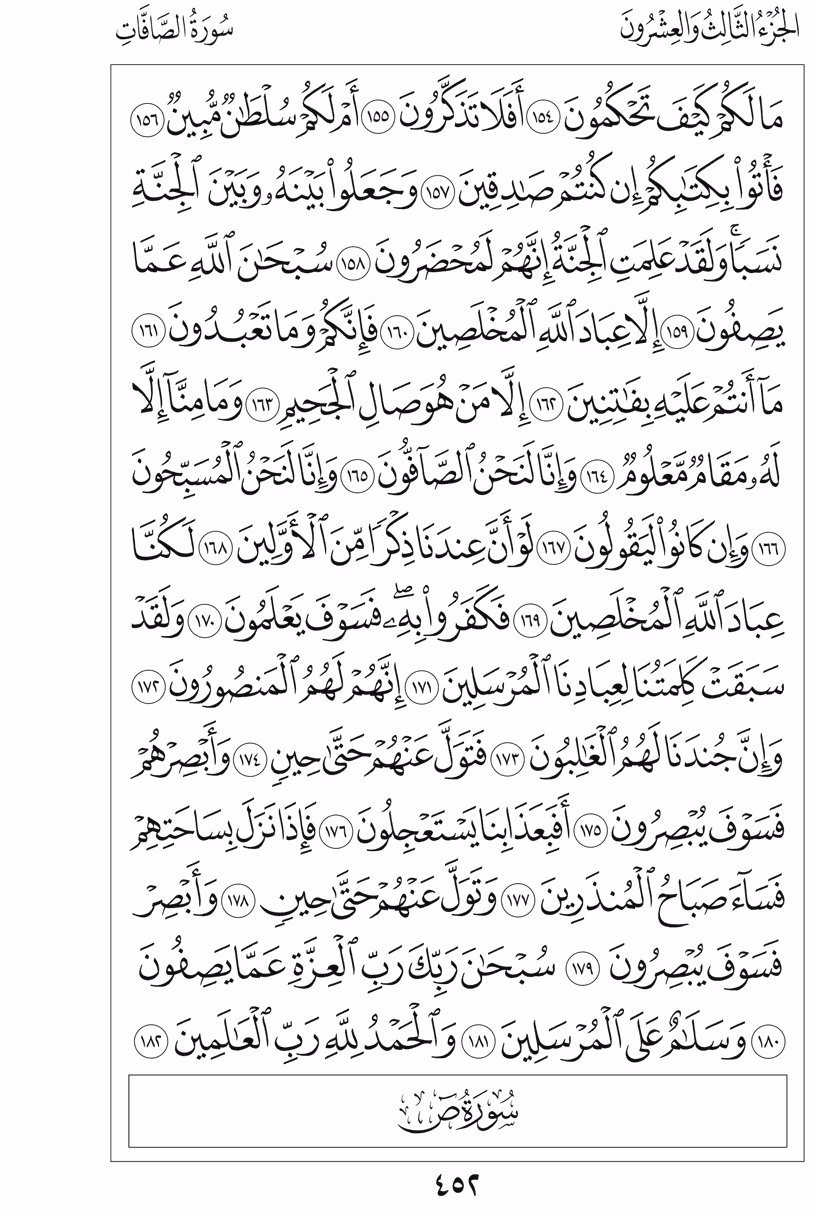 الجُزْءُ الثَّالِثُ وَالعِشْرُونَ سُورَةُ الصَّافَّاتِ
مَا لَكُمْ كَيْفَ تَحْكُمُونَ ١٥٤ أَفَلَا تَذَكَّرُونَ ١٥٥ أَمْ لَكُمْ سُلْطَٰنٌ مُّبِينٌ ١٥٦
فَأْتُوا۟ بِكِتَٰبِكُمْ إِن كُنتُمْ صَٰدِقِينَ ١٥٧ وَجَعَلُوا۟ بَيْنَهُۥ وَبَيْنَ ٱلْجِنَّةِ
نَسَبًا ۚ وَلَقَدْ عَلِمَتِ ٱلْجِنَّةُ إِنَّهُمْ لَمُحْضَرُونَ ١٥٨ سُبْحَٰنَ ٱللَّهِ عَمَّا
يَصِفُونَ ١٥٩ إِلَّا عِبَادَ ٱللَّهِ ٱلْمُخْلَصِينَ ١٦٠ فَإِنَّكُمْ وَمَا تَعْبُدُونَ ١٦١
مَآ أَنتُمْ عَلَيْهِ بِفَٰتِنِينَ ١٦٢ إِلَّا مَنْ هُوَ صَالِ ٱلْجَحِيمِ ١٦٣ وَمَا مِنَّآ إِلَّا
لَهُۥ مَقَامٌ مَّعْلُومٌ ١٦٤ وَإِنَّا لَنَحْنُ ٱلصَّآفُّونَ ١٦٥ وَإِنَّا لَنَحْنُ ٱلْمُسَبِّحُونَ
١٦٦ وَإِن كَانُوا۟ لَيَقُولُونَ ١٦٧ لَوْ أَنَّ عِندَنَا ذِكْرًا مِّنَ ٱلْأَوَّلِينَ ١٦٨ لَكُنَّا
عِبَادَ ٱللَّهِ ٱلْمُخْلَصِينَ ١٦٩ فَكَفَرُوا۟ بِهِۦ ۖ فَسَوْفَ يَعْلَمُونَ ١٧٠ وَلَقَدْ
سَبَقَتْ كَلِمَتُنَا لِعِبَادِنَا ٱلْمُرْسَلِينَ ١٧١ إِنَّهُمْ لَهُمُ ٱلْمَنصُورُونَ ١٧٢
وَإِنَّ جُندَنَا لَهُمُ ٱلْغَٰلِبُونَ ١٧٣ فَتَوَلَّ عَنْهُمْ حَتَّىٰ حِينٍ ١٧٤ وَأَبْصِرْهُمْ
فَسَوْفَ يُبْصِرُونَ ١٧٥ أَفَبِعَذَابِنَا يَسْتَعْجِلُونَ ١٧٦ فَإِذَا نَزَلَ بِسَاحَتِهِمْ
فَسَآءَ صَبَاحُ ٱلْمُنذَرِينَ ١٧٧ وَتَوَلَّ عَنْهُمْ حَتَّىٰ حِينٍ ١٧٨ وَأَبْصِرْ
فَسَوْفَ يُبْصِرُونَ ١٧٩ سُبْحَٰنَ رَبِّكَ رَبِّ ٱلْعِزَّةِ عَمَّا يَصِفُونَ
١٨٠ وَسَلَٰمٌ عَلَى ٱلْمُرْسَلِينَ ١٨١ وَٱلْحَمْدُ لِلَّهِ رَبِّ ٱلْعَٰلَمِينَ ١٨٢
سُورَةُ صٓ
٤٥٢